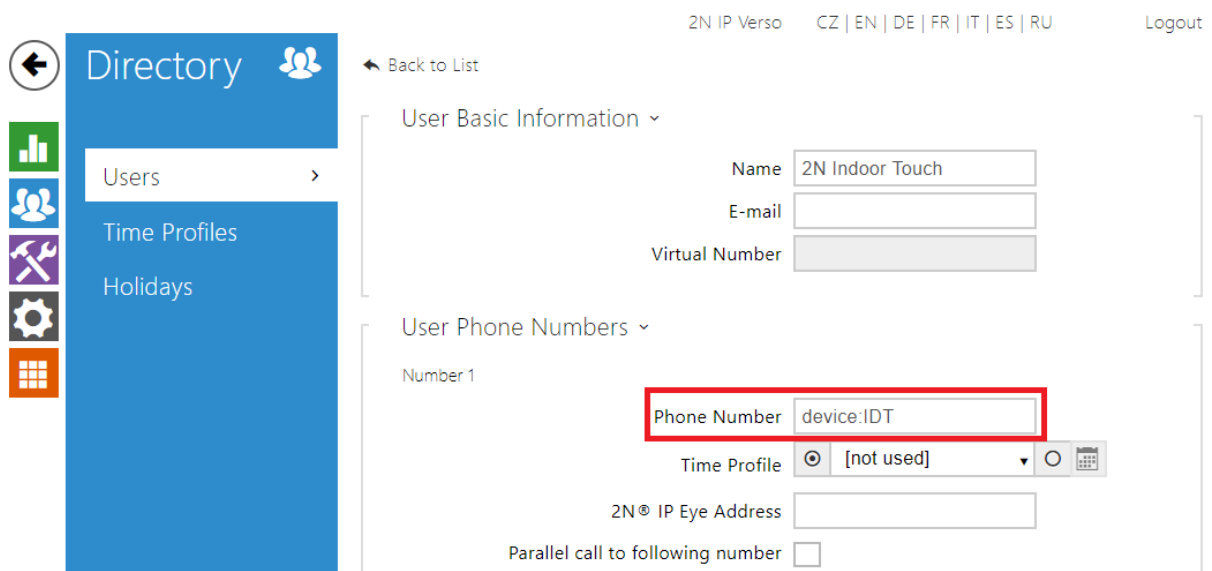 2N IP Verso CZ | EN | DE | FR | IT | ES | RU Logout
Directory
Users
Time Profiles
Holidays
Back to List
User Basic Information
Name 2N Indoor Touch
E-mail
Virtual Number
User Phone Numbers
Number 1
Phone Number device:IDT
Time Profile [not used]
2N® IP Eye Address
Parallel call to following number